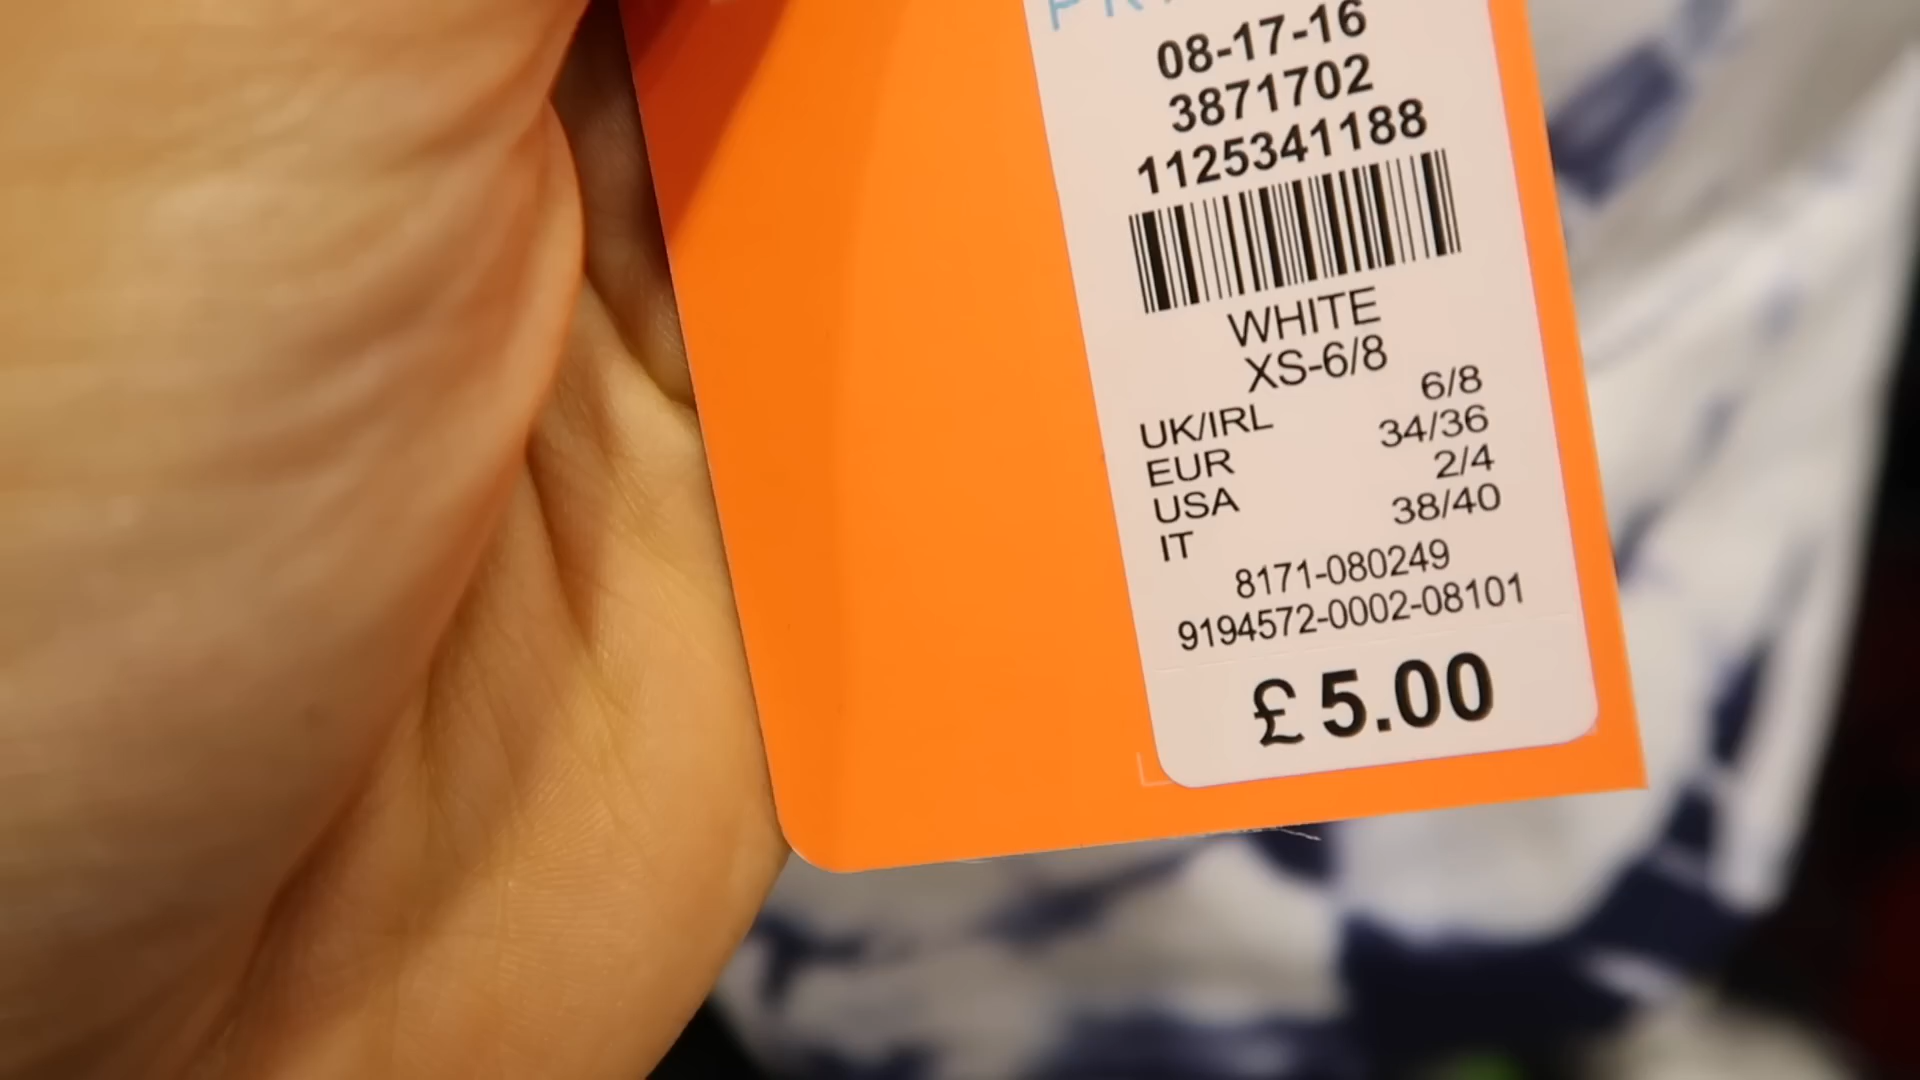 08-17-16
3871702
1125341188
WHITE
XS-6/8
UK/IRL 6/8
EUR 34/36
USA 2/4
IT 38/40
8171-080249
9194572-0002-08101
£5.00